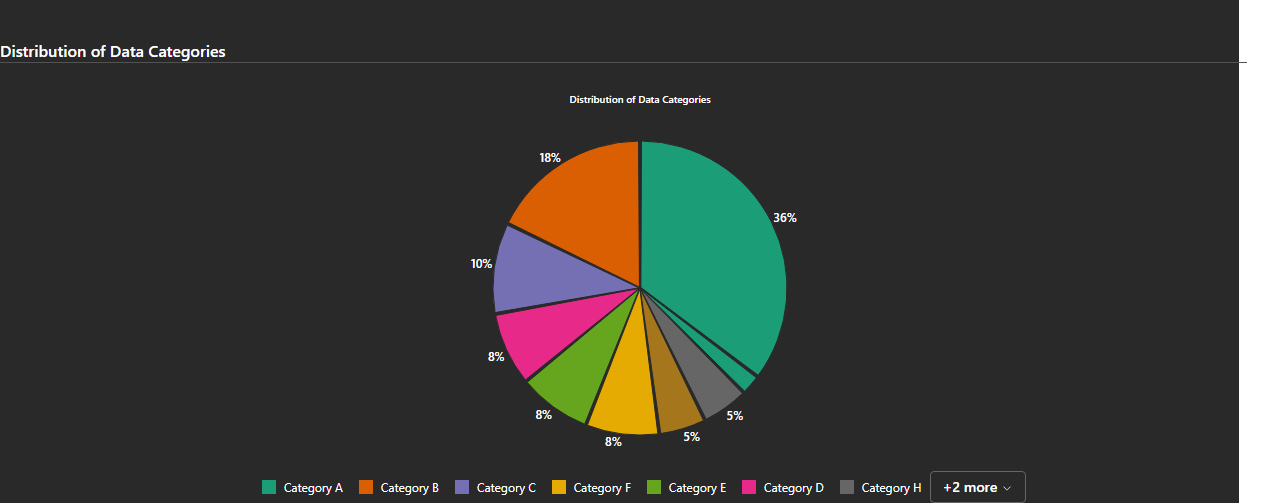 Distribution of Data Categories
Distribution of Data Categories
18%
36%
10%
8%
8%
8%
5%
5%
Category A
Category B
Category C
Category F
Category E
Category D
Category H
+2 more